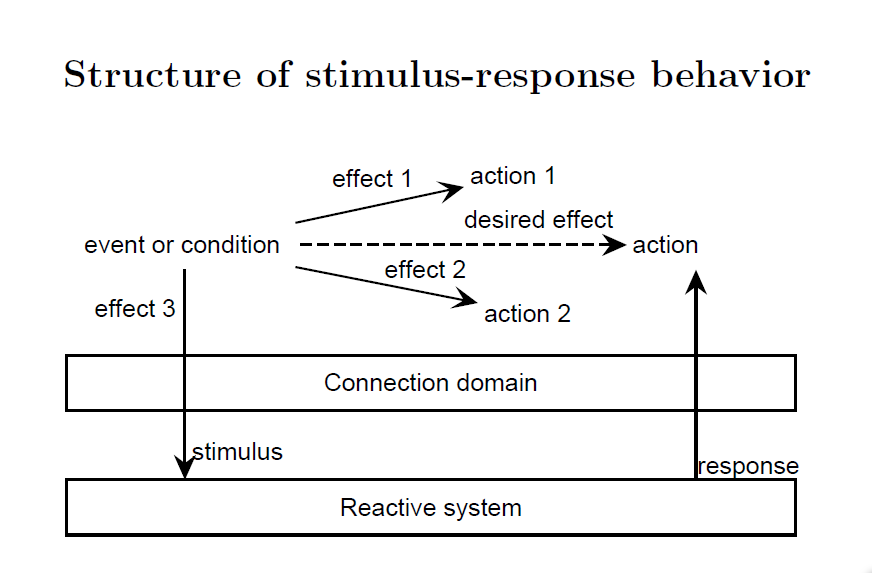 Structure of stimulus-response behavior
effect 1
action 1
desired effect
event or condition
action
effect 2
effect 3
action 2
Connection domain
stimulus
response
Reactive system